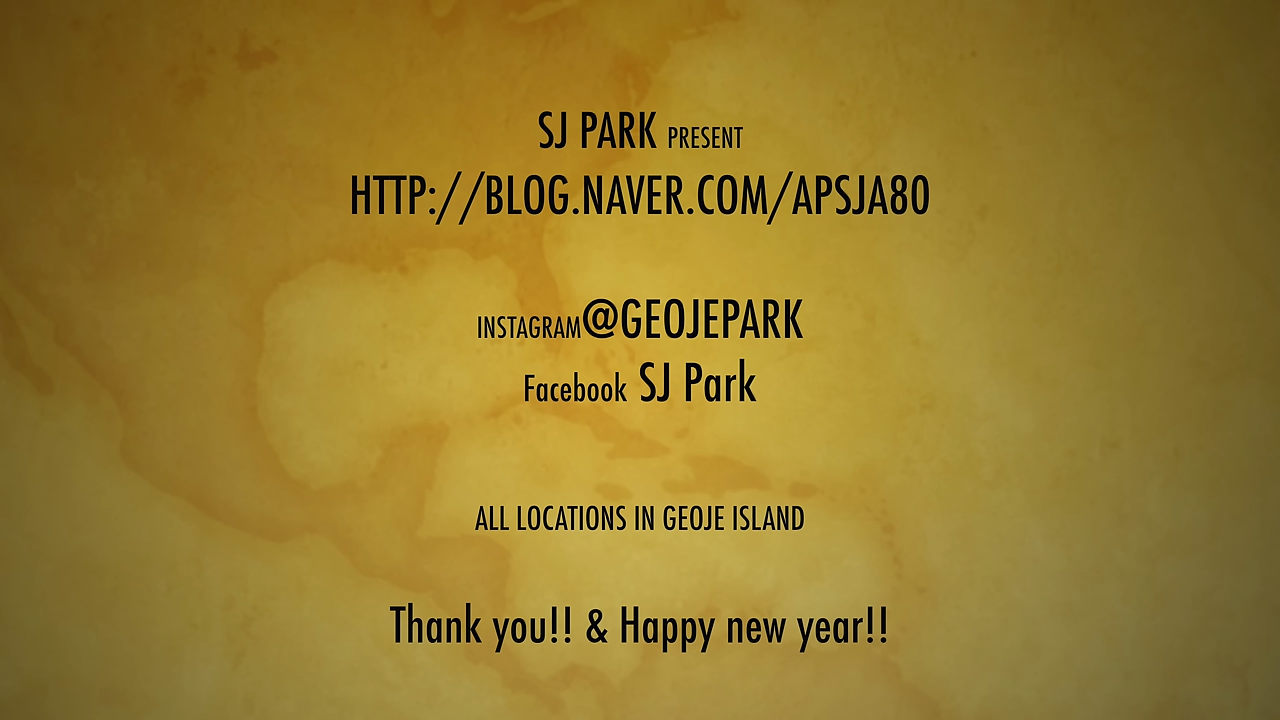 SJ PARK PRESENT
HTTP://BLOG.NAVER.COM/APSJA80
INSTAGRAM@GEOJEPARK
Facebook SJ Park
ALL LOCATIONS IN GEOJE ISLAND
Thank you!! & Happy new year!!